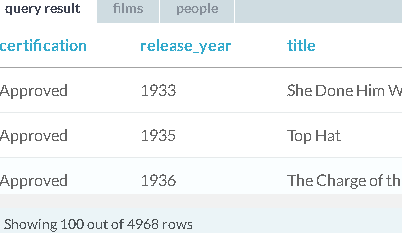 query result films people
certification release_year title
Approved 1933 She Done Him W
Approved 1935 Top Hat
Approved 1936 The Charge of th
Showing 100 out of 4968 rows